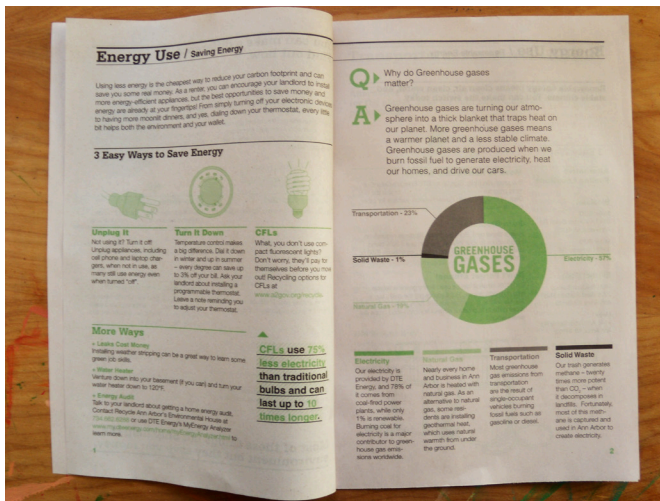 Energy Use / Saving Energy
Using less energy is the cheapest way to reduce your carbon footprint and can
save you some real money. As a renter, you can encourage your landlord to install
more energy-efficient appliances, but the best opportunities to save money and
energy are already at your fingertips! From simply turning off your electronic devices
to having more moonlit dinners, and yes, dialing down your thermostat, every little
bit helps both the environment and your wallet.
3 Easy Ways to Save Energy
Unplug It
Not using it? Turn it off!
Unplug appliances, including
cell phone and laptop char-
gers, when not in use, as
many still use energy even
when turned "off".
Turn It Down
Temperature control makes
a big difference. Dial it down
in winter and up in summer
– every degree can save up
to 3% off your bill. Ask your
landlord about installing a
programmable thermostat.
Leave a note reminding you
to adjust your thermostat.
CFLs
What, you don't use com-
pact fluorescent lights?
Don't worry, they'll pay for
themselves before you move
out! Recycling options for
CFLs at
More Ways
» Leaks Cost Money
Installing weather stripping can be a great way to learn some
green job skills.
» Water Heater
Venture down into your basement (if you can) and turn your
water heater down to 120°F.
» Energy Audit
Talk to your landlord about getting a home energy audit.
Contact Recycle Ann Arbor's Environmental House at
or use DTE Energy's MyEnergy Analyzer
to
learn more.
CFLs use 75%
less electricity
than traditional
bulbs and can
last up to 10
times longer.
1
Q Why do Greenhouse gases
matter?
A Greenhouse gases are turning our atmo-
sphere into a thick blanket that traps heat on
our planet. More greenhouse gases means
a warmer planet and a less stable climate.
Greenhouse gases are produced when we
burn fossil fuel to generate electricity, heat
our homes, and drive our cars.
Transportation - 23%
Solid Waste - 1%
Natural Gas - 19%
Electricity - 57%
GREENHOUSE
GASES
Electricity
Our electricity is
provided by DTE
Energy, and 78% of
it comes from
coal-fired power
plants, while only
1% is renewable.
Burning coal for
electricity is a major
contributor to green-
house gas emis-
sions worldwide.
Natural Gas
Nearly every home
and business in Ann
Arbor is heated with
natural gas. As an
alternative to natural
gas, some resi-
dents are installing
geothermal heat,
which uses natural
warmth from under
the ground.
Transportation
Most greenhouse
gas emissions from
transportation
are the result of
single-occupant
vehicles burning
fossil fuels such as
gasoline or diesel.
Solid Waste
Our trash generates
methane – twenty
times more potent
than CO₂ – when
it decomposes in
landfills. Fortunately,
most of this meth-
ane is captured and
used in Ann Arbor to
create electricity.
2